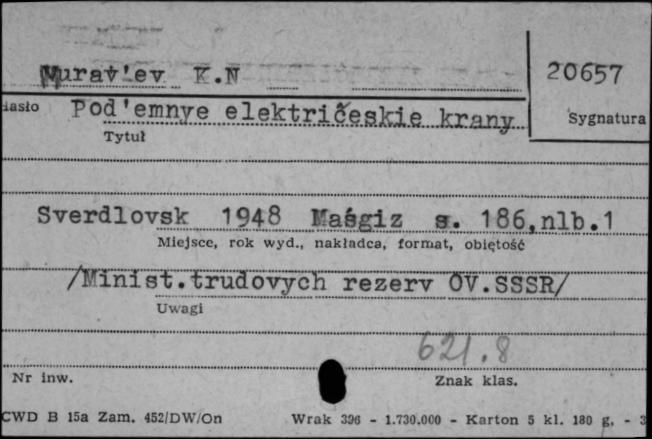 Murav'ev K.N
20657
iasło Pod'emnye električeskie krany
Sygnatura
Tytuł
Sverdlovsk 1948 Maśgiz s. 186,nlb.1
Miejsce, rok wyd., nakładca, format, objętość
/Minist.trudovych rezerv OV.SSSR/
Uwagi
621.8
Nr inw.
Znak klas.
CWD B 15a Zam. 452/DW/On Wrak 396 - 1.730.000 - Karton 5 kl. 180 g. - 3